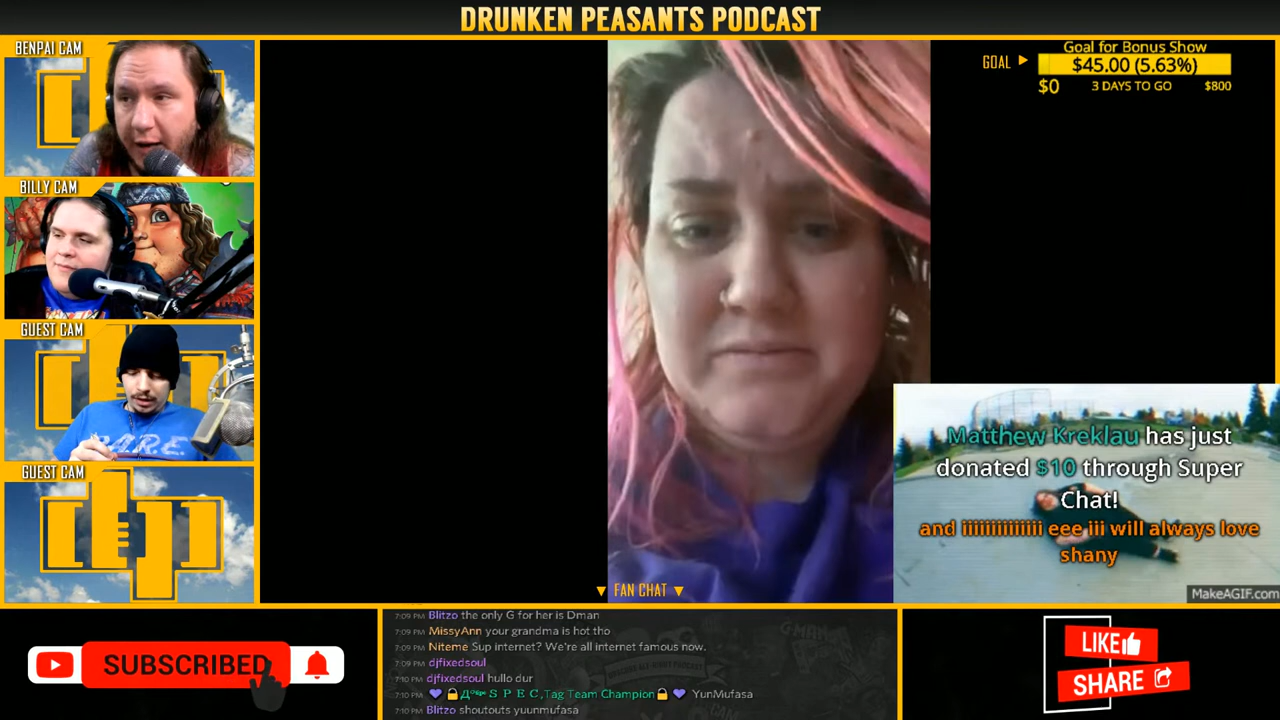 DRUNKEN PEASANTS PODCAST
BENPAI CAM
BILLY CAM
GUEST CAM
RARE
GUEST CAM
GOAL
Goal for Bonus Show
$45.00 (5.63%)
$0 3 DAYS TO GO $800
Matthew Kreklau has just
donated $10 through Super
Chat!
and iiiiiiiiiiiii eee iii will always love
shany
MakeAGIF.com
▼ FAN CHAT ▼
7:09 PM Blitzo the only G for her is Dman
7:09 PM MissyAnn your grandma is hot tho
7:09 PM Niteme Sup internet? We're all internet famous now.
7:09 PM djfixedsoul
7:10 PM djfixedsoul hullo dur
7:10 PM S P E C ,Tag Team Champion YunMufasa
7:10 PM Blitzo shoutouts yuunmufasa
SUBSCRIBED
LIKE
SHARE